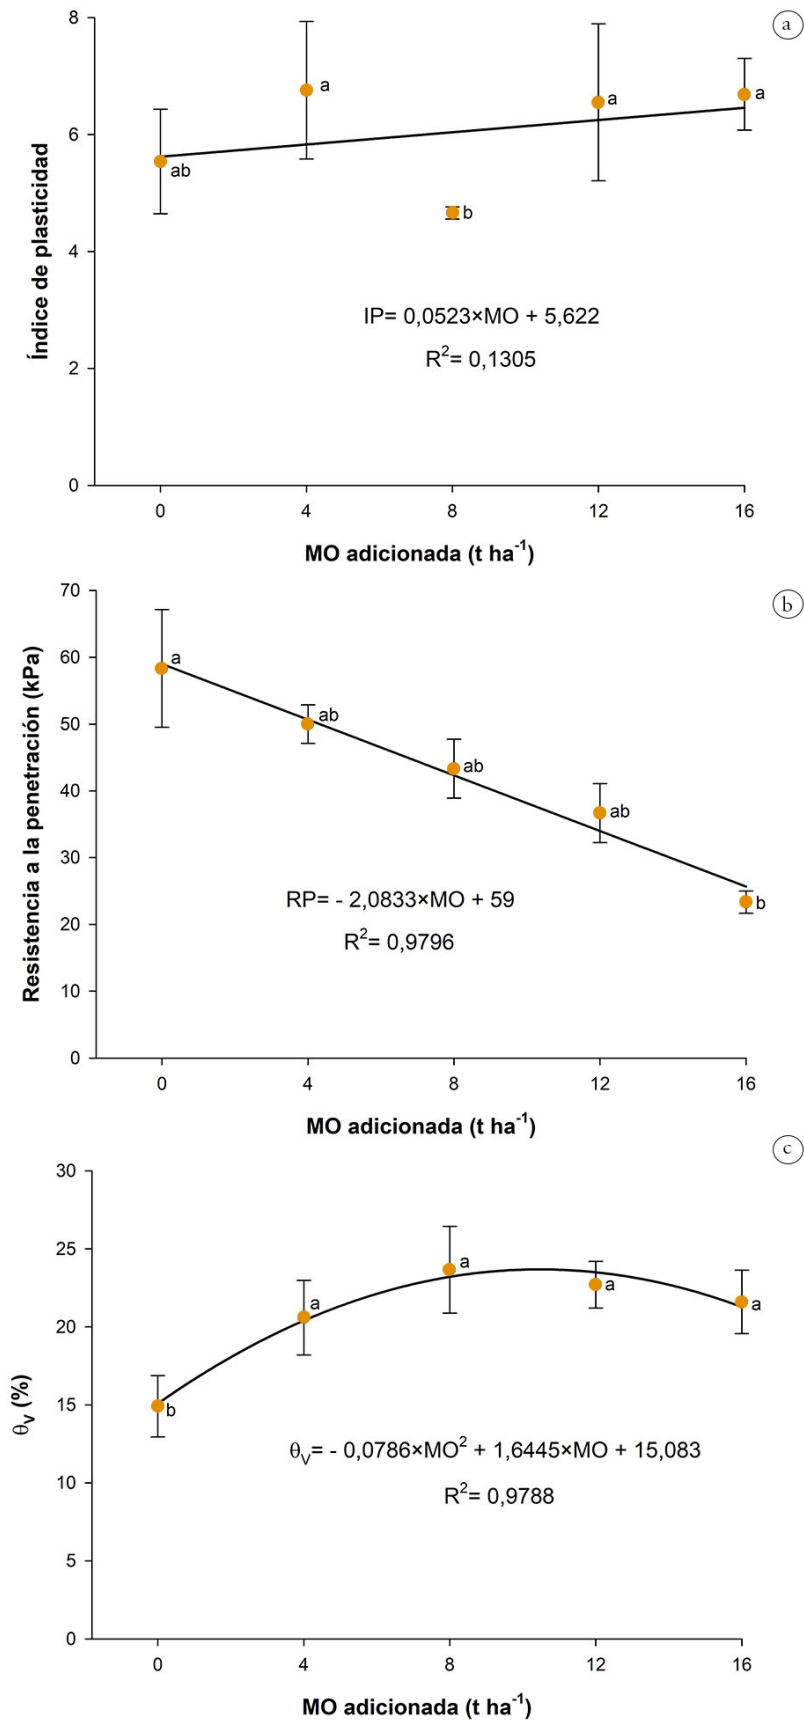 a
8
6
4
2
0
Índice de plasticidad
ab
a
b
a
a
IP= 0,0523×MO + 5,622
R²= 0,1305
0 4 8 12 16
MO adicionada (t ha⁻¹)
b
70
60
50
40
30
20
10
0
Resistencia a la penetración (kPa)
a
ab
ab
ab
b
RP= - 2,0833×MO + 59
R²= 0,9796
0 4 8 12 16
MO adicionada (t ha⁻¹)
c
30
25
20
15
10
5
0
θV (%)
b
a
a
a
a
θV= - 0,0786×MO² + 1,6445×MO + 15,083
R²= 0,9788
0 4 8 12 16
MO adicionada (t ha⁻¹)